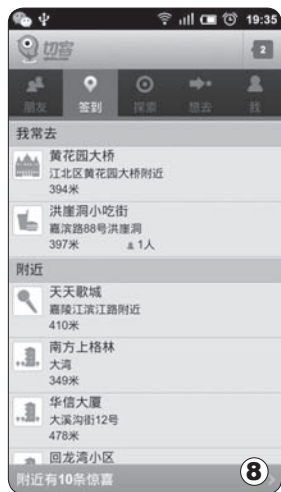 19:35
切客
2
朋友 签到 探索 想去 我
我常去
黄花园大桥
江北区黄花园大桥附近
394米
洪崖洞小吃街
嘉滨路88号洪崖洞
397米 1人
附近
天天歌城
嘉陵江滨江路附近
410米
南方上格林
大湾
349米
华信大厦
大溪沟街12号
478米
回龙湾小区
附近有10条惊喜
8